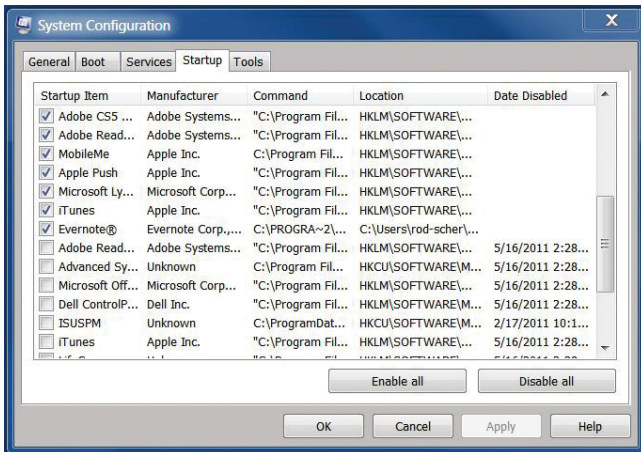 System Configuration
General Boot Services Startup Tools
Startup Item Manufacturer Command Location Date Disabled
Adobe CS5 ... Adobe Systems... "C:\Program Fil... HKLM\SOFTWARE\...
Adobe Read... Adobe Systems... "C:\Program Fil... HKLM\SOFTWARE\...
MobileMe Apple Inc. C:\Program Fil... HKLM\SOFTWARE\...
Apple Push Apple Inc. "C:\Program Fil... HKLM\SOFTWARE\...
Microsoft Ly... Microsoft Corp... "C:\Program Fil... HKLM\SOFTWARE\...
iTunes Apple Inc. "C:\Program Fil... HKLM\SOFTWARE\...
Evernote® Evernote Corp.,... C:\PROGRA~2\... C:\Users\rod-scher\...
Adobe Read... Adobe Systems... "C:\Program Fil... HKLM\SOFTWARE\... 5/16/2011 2:28...
Advanced Sy... Unknown C:\Program Fil... HKCU\SOFTWARE\M... 5/16/2011 2:28...
Microsoft Off... Microsoft Corp... "C:\Program Fil... HKLM\SOFTWARE\... 5/16/2011 2:28...
Dell ControlP... Dell Inc. "C:\Program Fil... HKLM\SOFTWARE\M... 5/16/2011 2:28...
ISUSPM Unknown C:\ProgramDat... HKCU\SOFTWARE\M... 2/17/2011 10:1...
iTunes Apple Inc. "C:\Program Fil... HKLM\SOFTWARE\... 5/16/2011 2:28...
Enable all Disable all
OK Cancel Apply Help